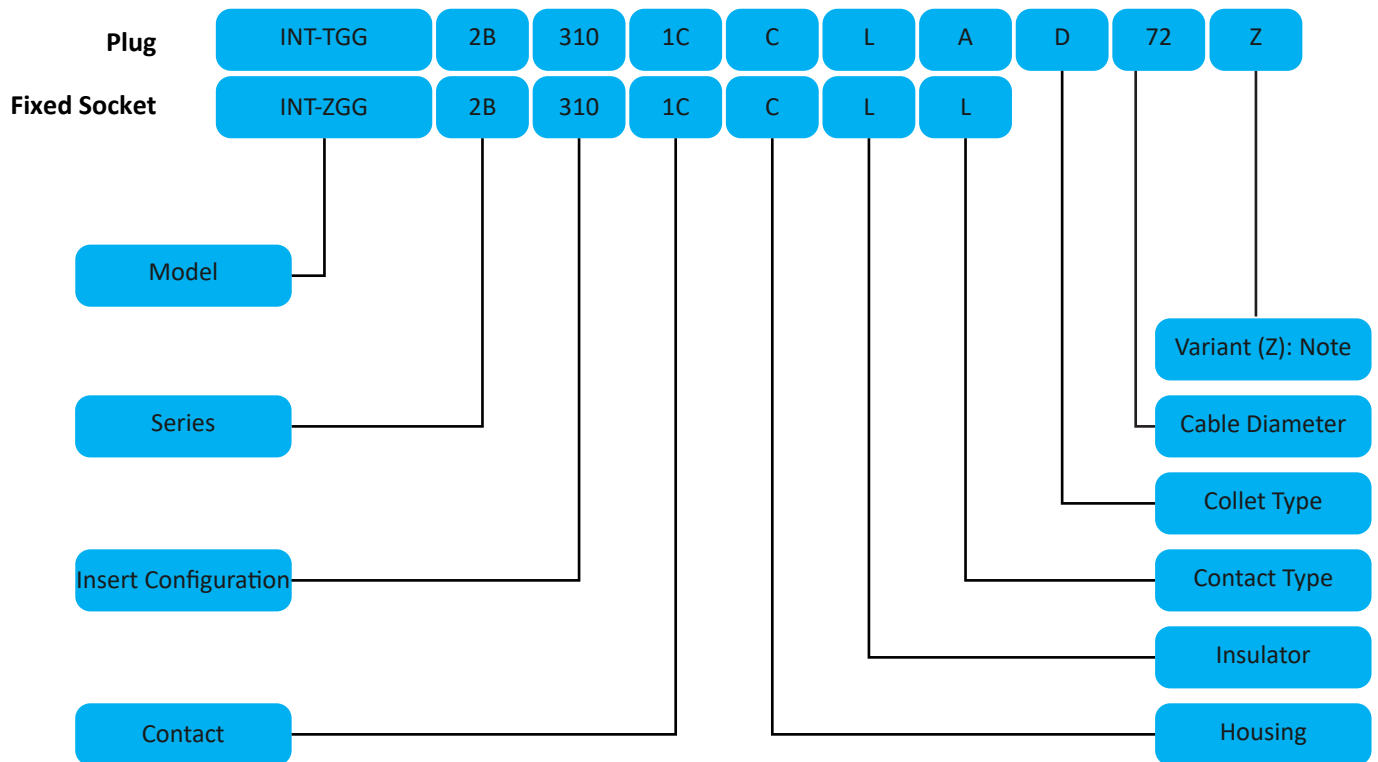 Plug INT-TGG 2B 310 1C C L A D 72 Z
Fixed Socket INT-ZGG 2B 310 1C C L L
Model
Variant (Z): Note
Series
Cable Diameter
Collet Type
Insert Configuration
Contact Type
Insulator
Contact
Housing